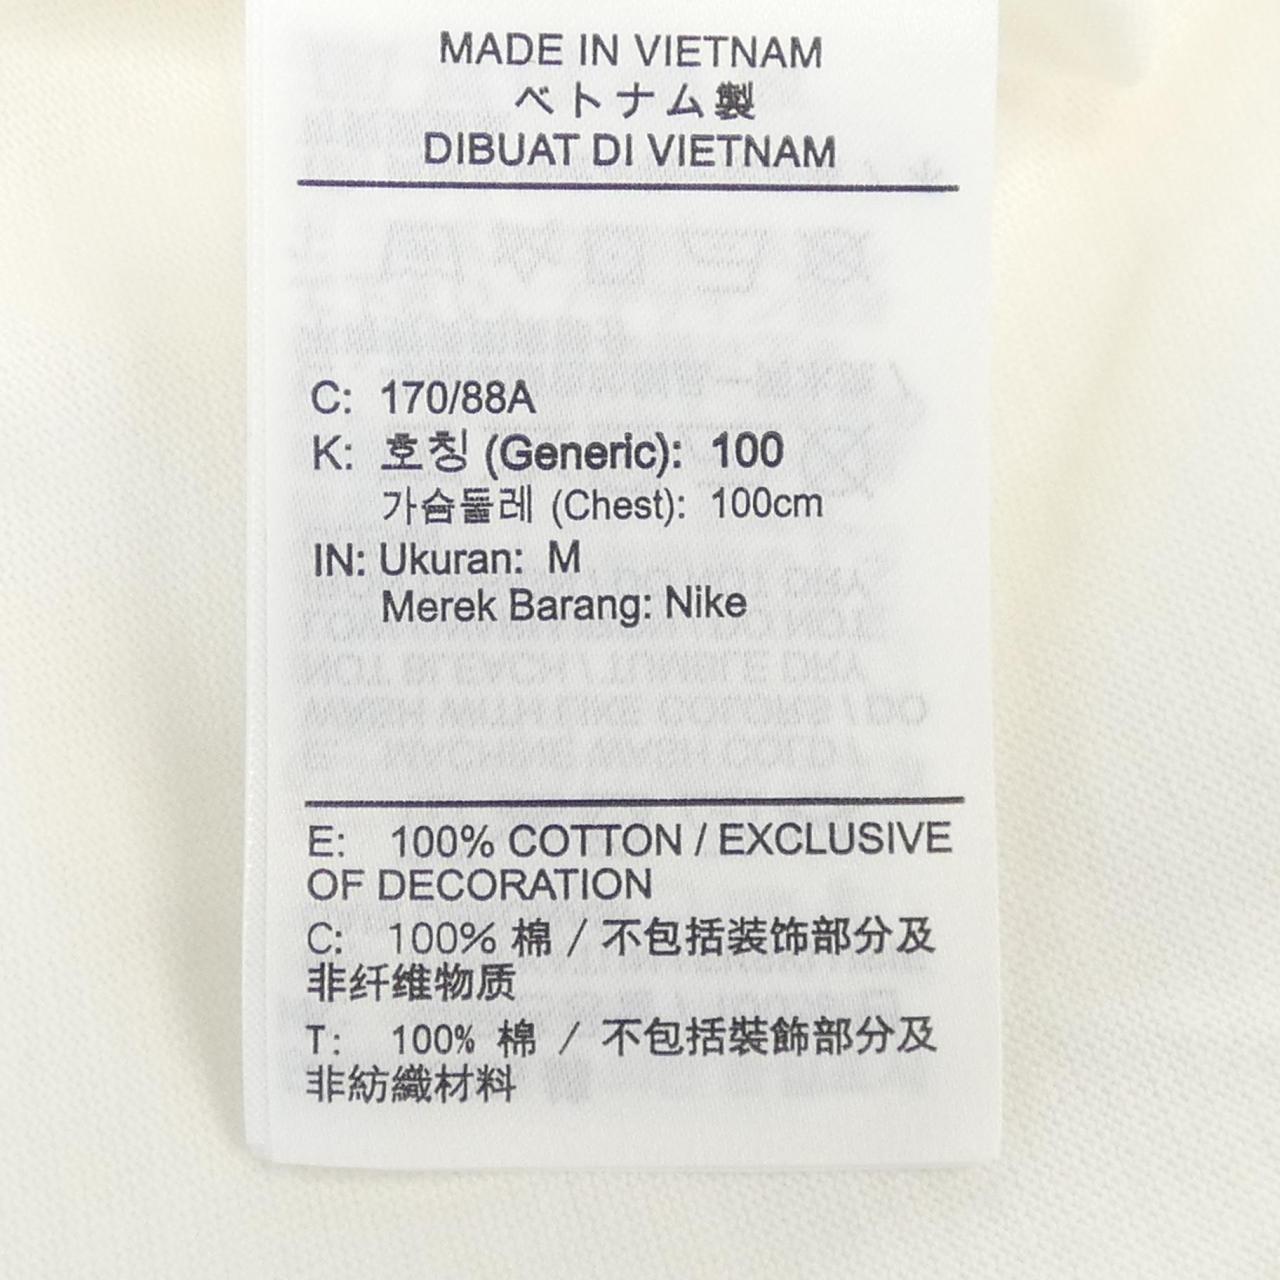 MADE IN VIETNAM
ベトナム製
DIBUAT DI VIETNAM
C: 170/88A
K: 호칭 (Generic): 100
가슴둘레 (Chest): 100cm
IN: Ukuran: M
Merek Barang: Nike
E: 100% COTTON / EXCLUSIVE
OF DECORATION
C: 100% 棉 / 不包括装饰部分及
非纤维物质
T: 100% 棉 / 不包括裝飾部分及
非紡織材料